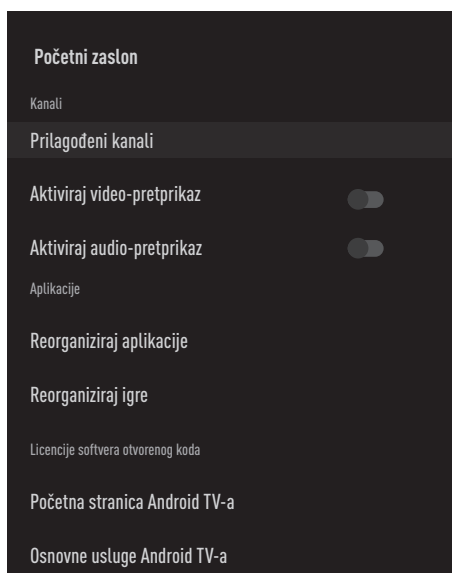 Početni zaslon
Kanali
Prilagođeni kanali
Aktiviraj video-pretprikaz
Aktiviraj audio-pretprikaz
Aplikacije
Reorganiziraj aplikacije
Reorganiziraj igre
Licencije softvera otvorenog koda
Početna stranica Android TV-a
Osnovne usluge Android TV-a